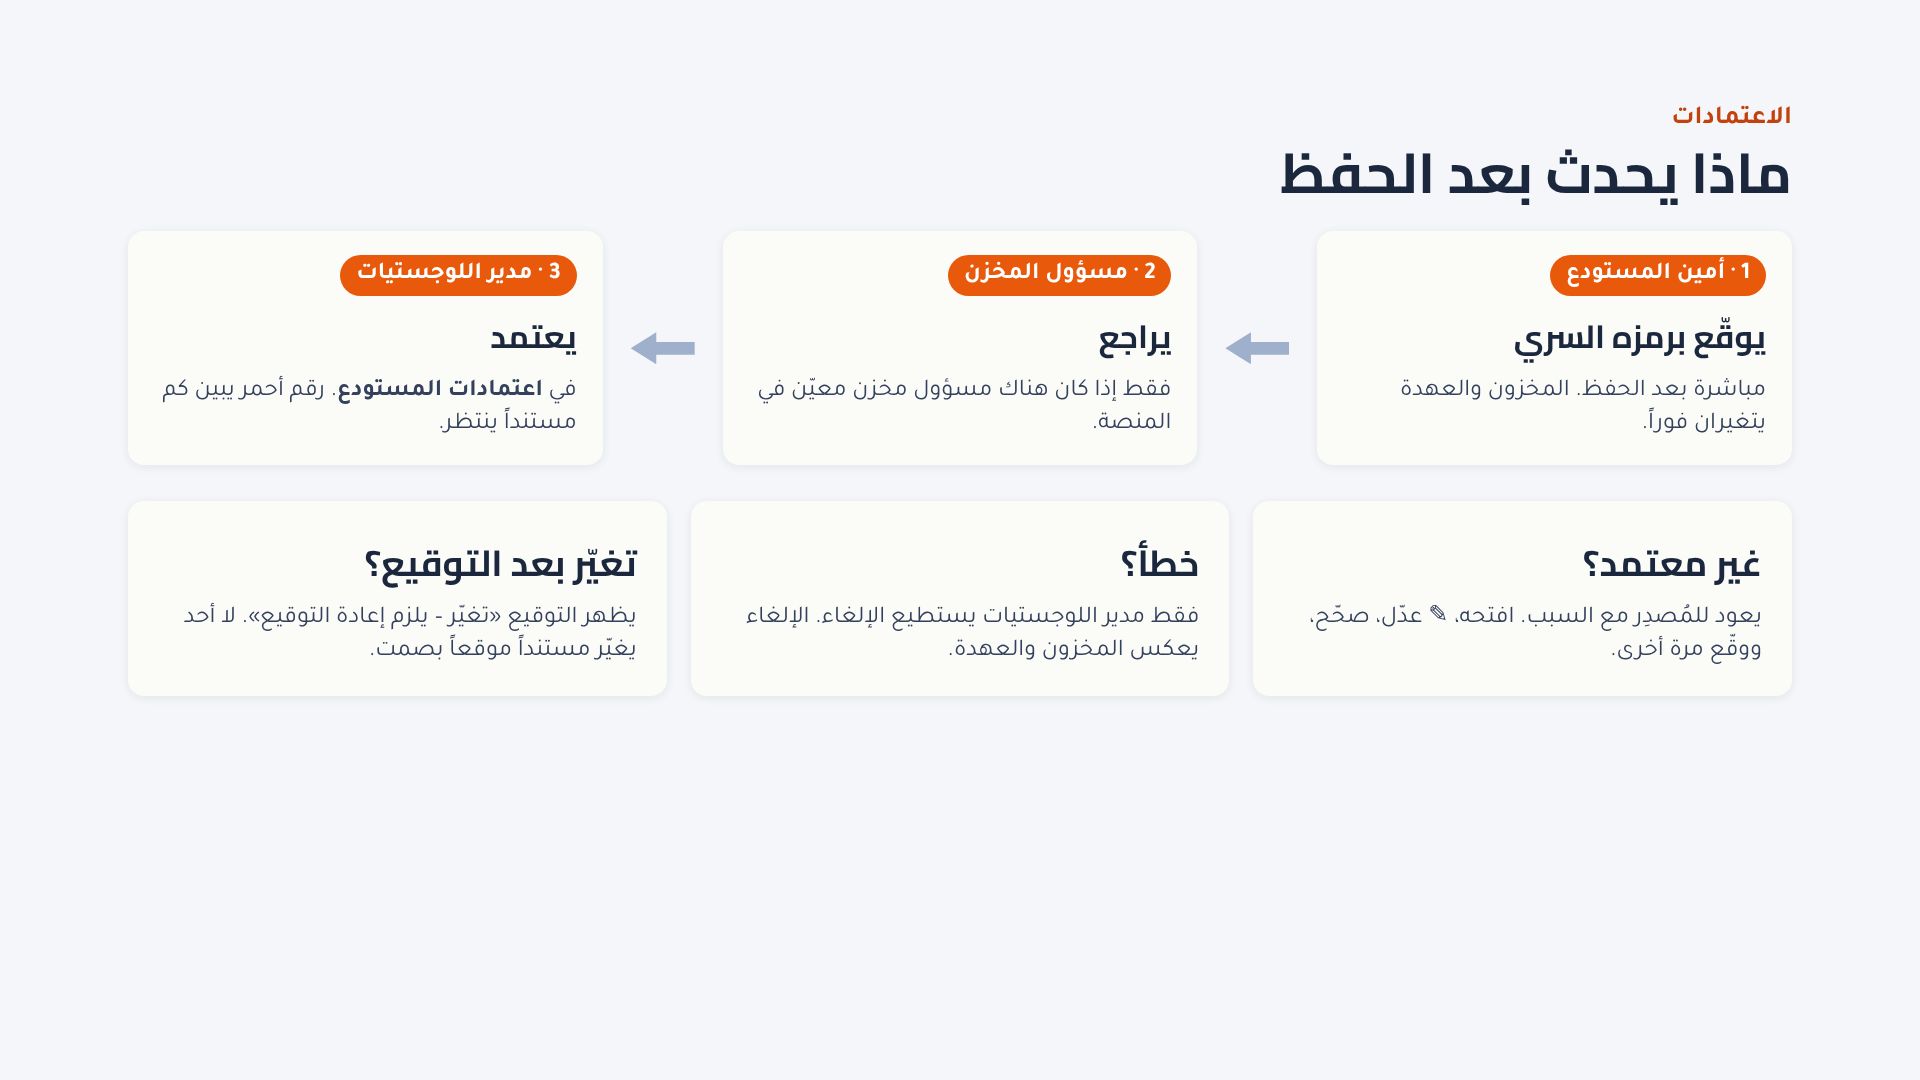 الاعتمادات
ماذا يحدث بعد الحفظ
1 · أمين المستودع
يوقّع برمزه السري
مباشرة بعد الحفظ. المخزون والعهدة
يتغيران فوراً.
2 · مسؤول المخزن
يراجع
فقط إذا كان هناك مسؤول مخزن معيّن في
المنصة.
3 · مدير اللوجستيات
يعتمد
في اعتمادات المستودع. رقم أحمر يبين كم
مستنداً ينتظر.
غير معتمد؟
يعود للمُصدِر مع السبب. افتحه، ✎ عدّل، صحّح،
ووقّع مرة أخرى.
خطأ؟
فقط مدير اللوجستيات يستطيع الإلغاء. الإلغاء
يعكس المخزون والعهدة.
تغيّر بعد التوقيع؟
يظهر التوقيع «تغيّر – يلزم إعادة التوقيع». لا أحد
يغيّر مستنداً موقعاً بصمت.